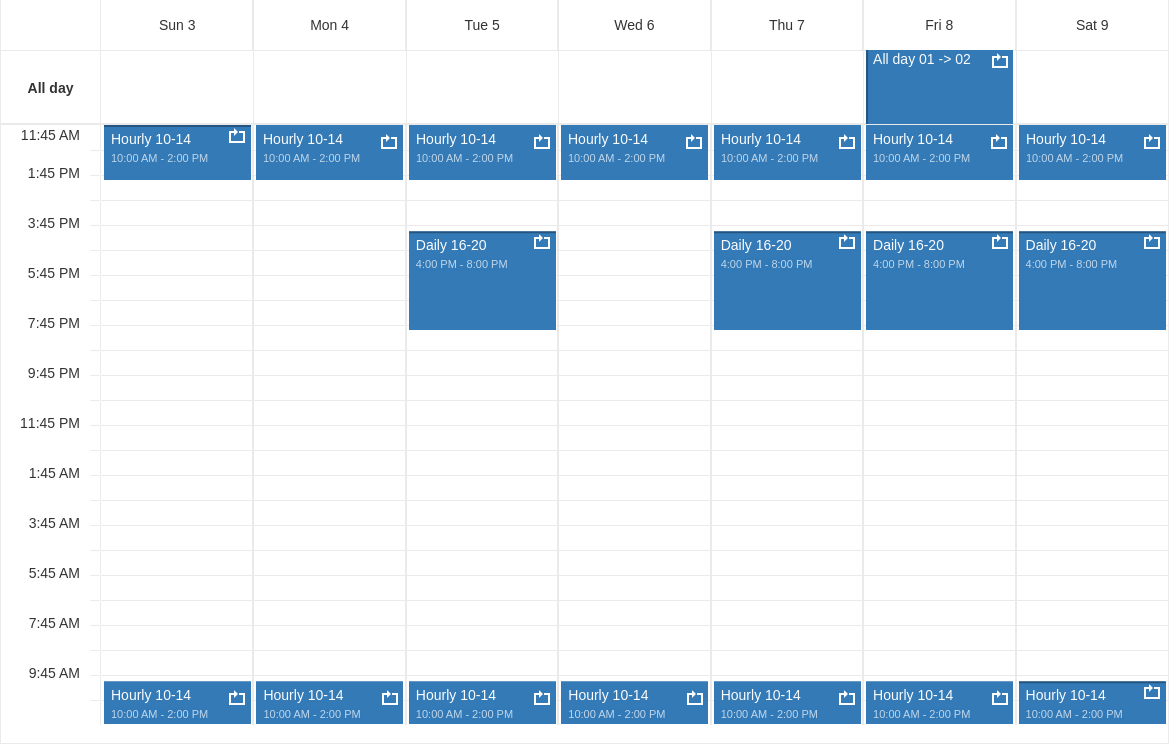 Sun 3
Mon 4
Tue 5
Wed 6
Thu 7
Fri 8
Sat 9
All day
All day 01 -> 02
11:45 AM
Hourly 10-14
10:00 AM - 2:00 PM
Hourly 10-14
10:00 AM - 2:00 PM
Hourly 10-14
10:00 AM - 2:00 PM
Hourly 10-14
10:00 AM - 2:00 PM
Hourly 10-14
10:00 AM - 2:00 PM
Hourly 10-14
10:00 AM - 2:00 PM
Hourly 10-14
10:00 AM - 2:00 PM
1:45 PM
3:45 PM
Daily 16-20
4:00 PM - 8:00 PM
Daily 16-20
4:00 PM - 8:00 PM
Daily 16-20
4:00 PM - 8:00 PM
Daily 16-20
4:00 PM - 8:00 PM
5:45 PM
7:45 PM
9:45 PM
11:45 PM
1:45 AM
3:45 AM
5:45 AM
7:45 AM
9:45 AM
Hourly 10-14
10:00 AM - 2:00 PM
Hourly 10-14
10:00 AM - 2:00 PM
Hourly 10-14
10:00 AM - 2:00 PM
Hourly 10-14
10:00 AM - 2:00 PM
Hourly 10-14
10:00 AM - 2:00 PM
Hourly 10-14
10:00 AM - 2:00 PM
Hourly 10-14
10:00 AM - 2:00 PM